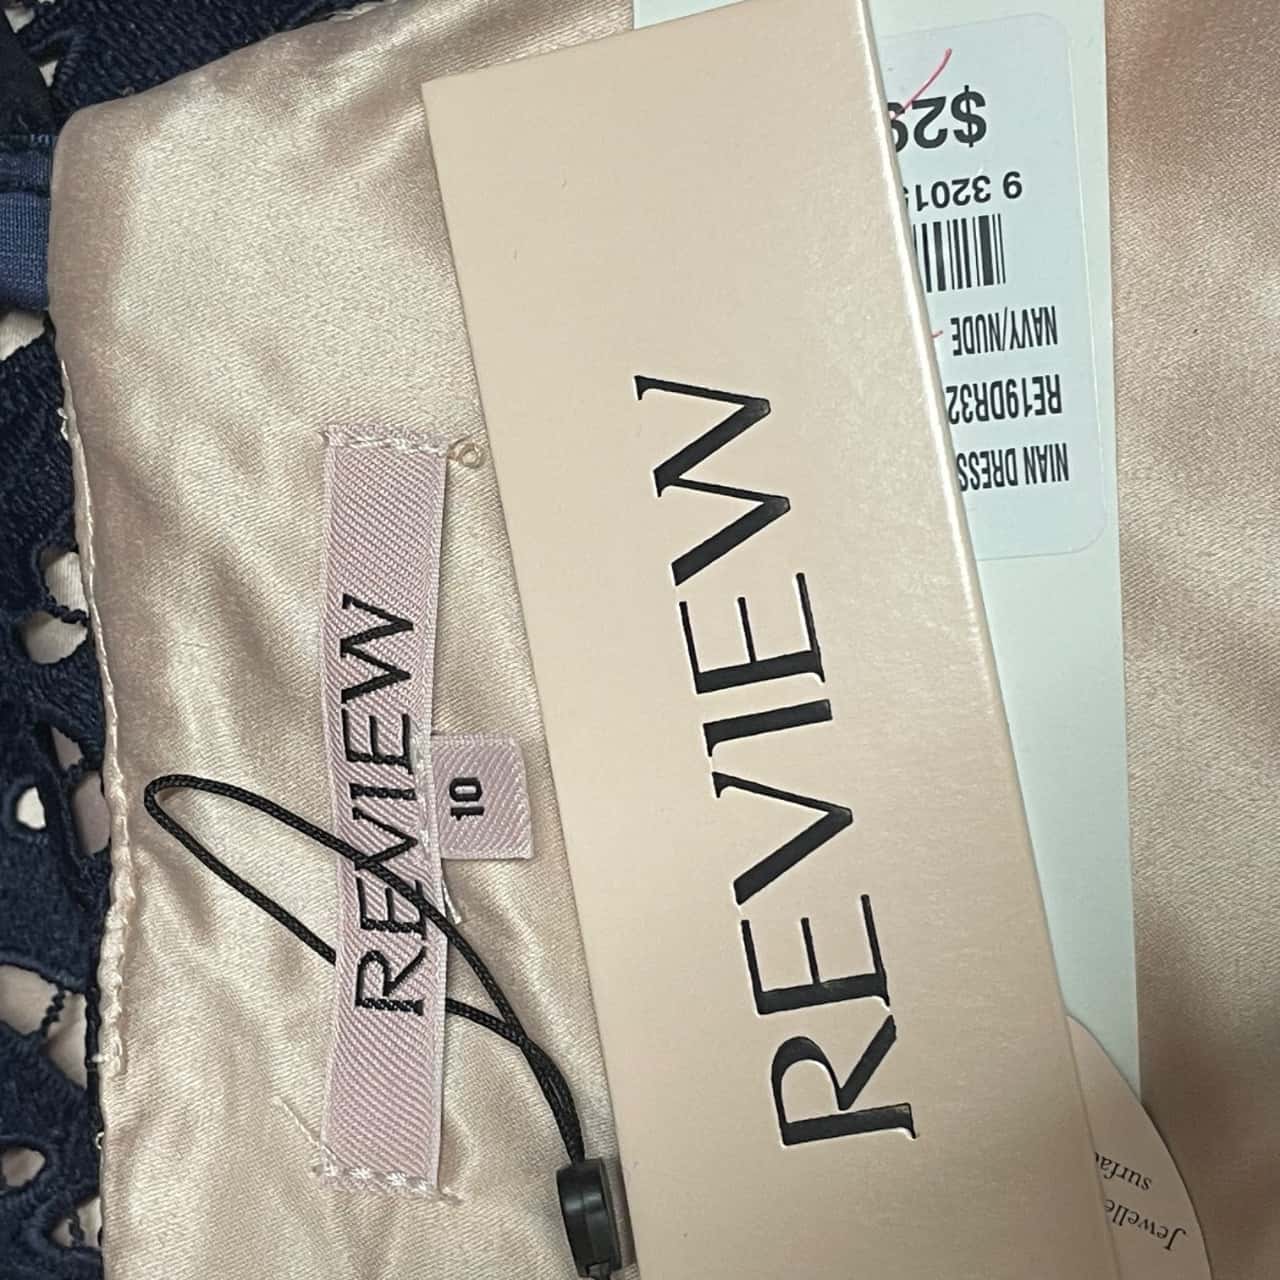 REVIEW
10
REVIEW
NIAN DRESS
RE19DR32
NAVY/NUDE
9 3201
$29